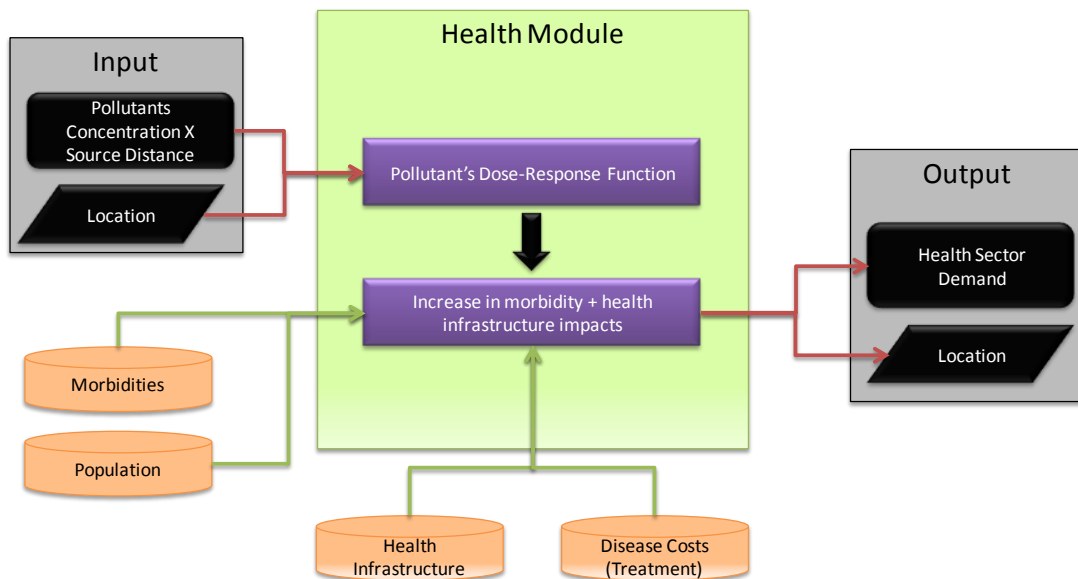 Health Module
Input
Pollutants
Concentration X
Source Distance
Location
Pollutant's Dose-Response Function
Increase in morbidity + health
infrastructure impacts
Output
Health Sector
Demand
Location
Morbidities
Population
Health
Infrastructure
Disease Costs
(Treatment)